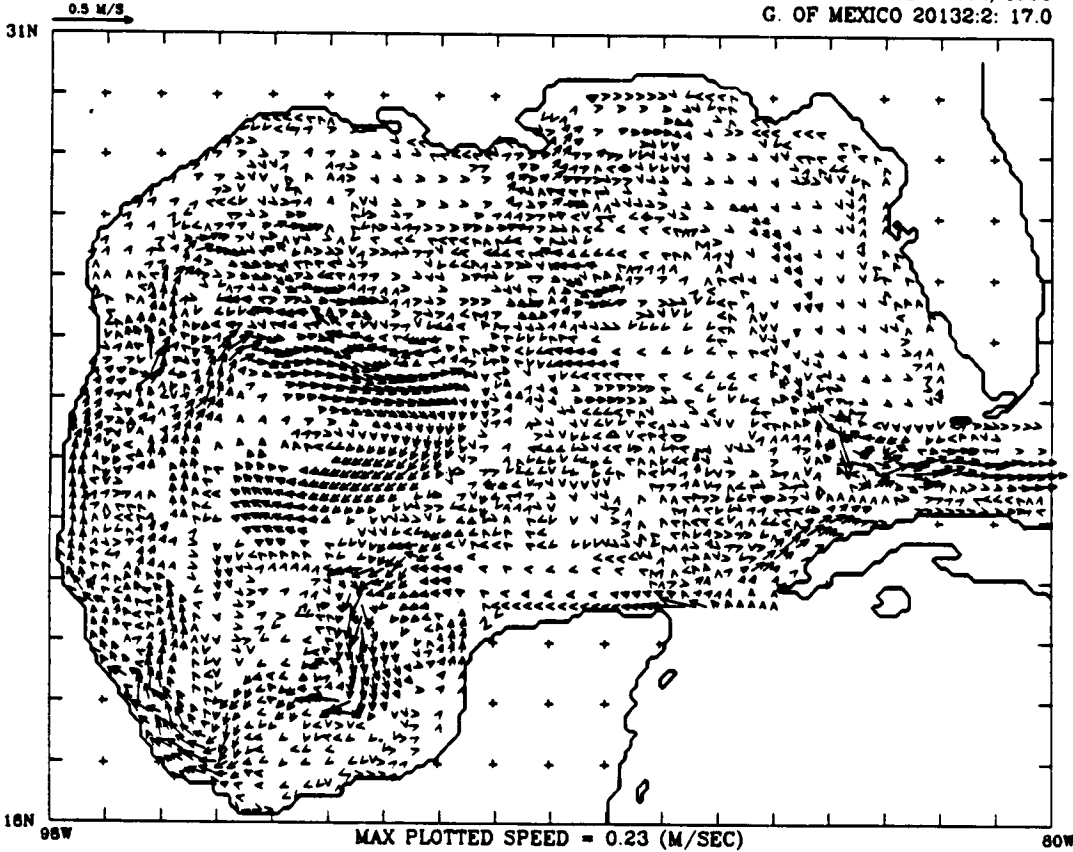 0.5 M/S
G. OF MEXICO 20132:2: 17.0
31N
16N
98W
MAX PLOTTED SPEED = 0.23 (M/SEC)
80W